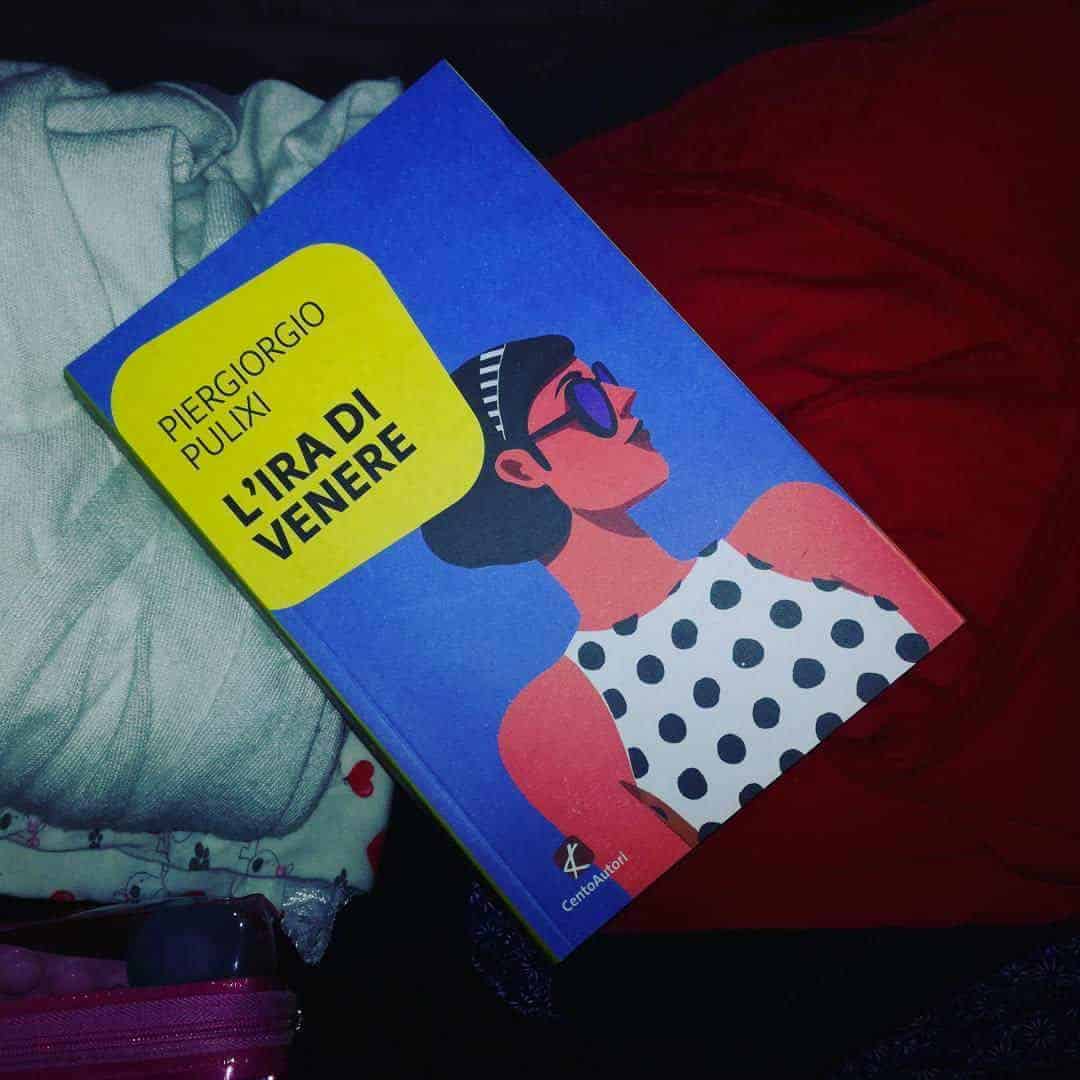 PIERGIORGIO
PULIXI
L'IRA DI
VENERE
CentoAutori